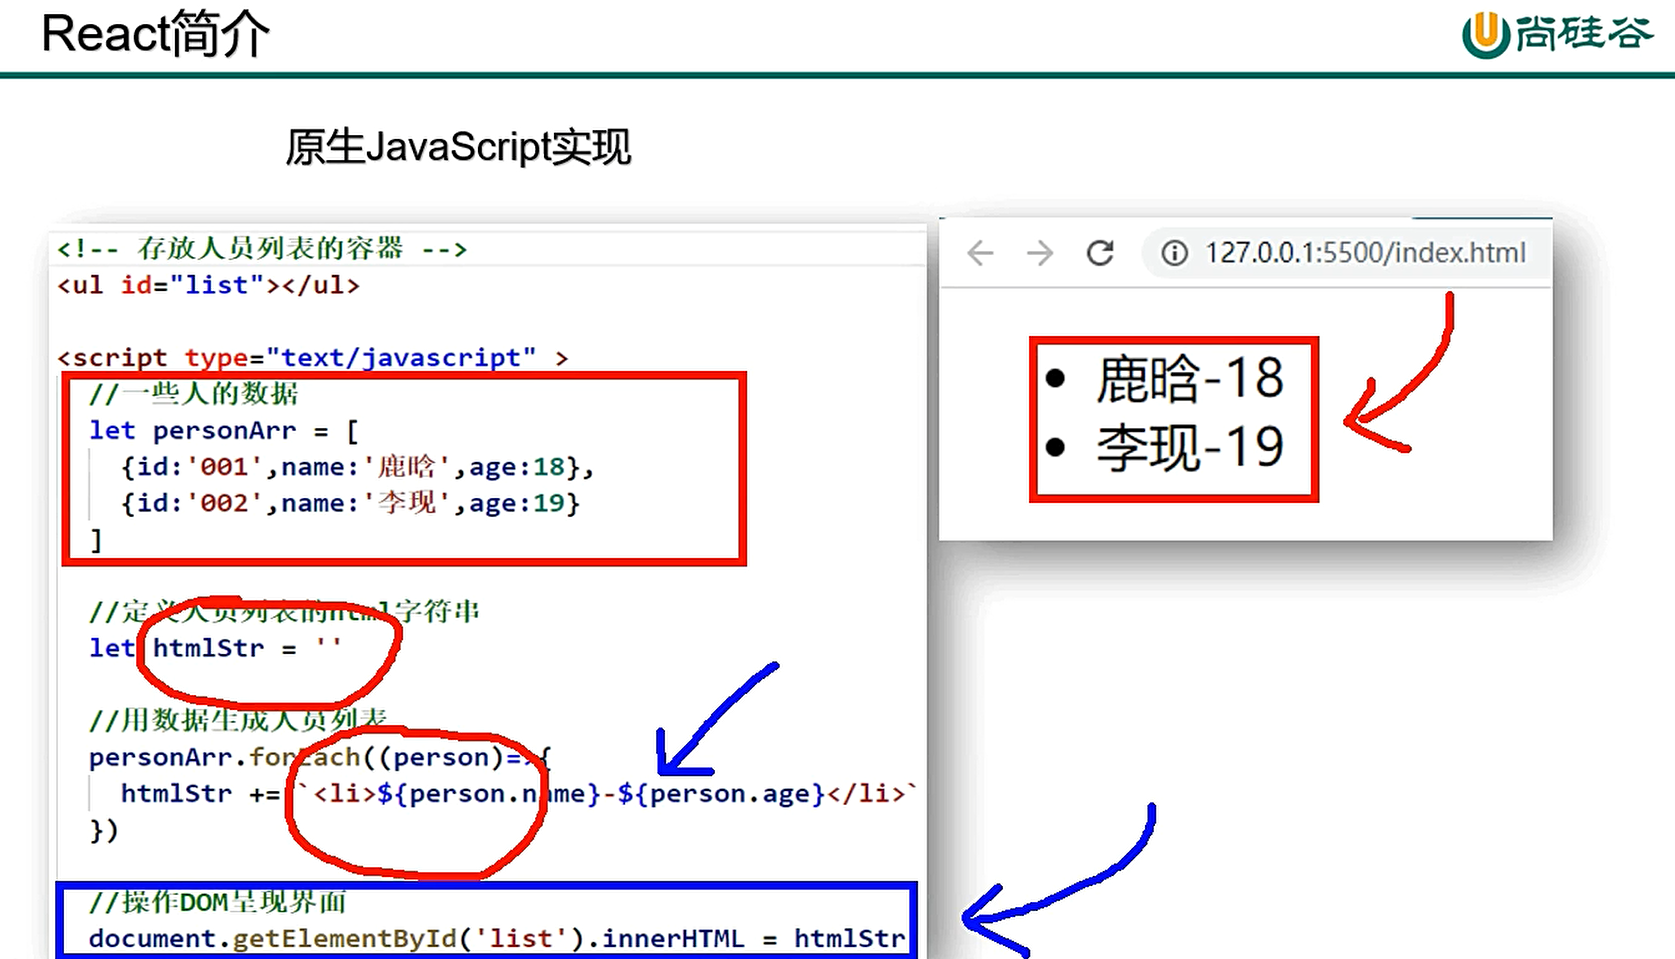 React简介
尚硅谷
原生JavaScript实现
<!-- 存放人员列表的容器 -->
<ul id="list"></ul>
<script type="text/javascript" >
//一些人的数据
let personArr = [
{id:'001',name:'鹿晗',age:18},
{id:'002',name:'李现',age:19}
]
//定义人员列表的html字符串
let htmlStr = ''
//用数据生成人员列表
personArr.forEach((person)=>{
htmlStr += `<li>${person.name}-${person.age}</li>`
})
//操作DOM呈现界面
document.getElementById('list').innerHTML = htmlStr
127.0.0.1:5500/index.html
鹿晗-18
李现-19